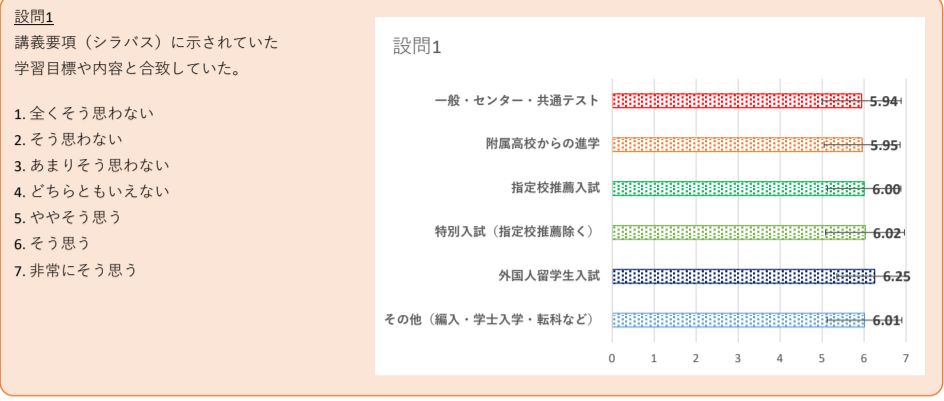 設問1
講義要項（シラバス）に示されていた
学習目標や内容と合致していた。
1. 全くそう思わない
2. そう思わない
3. あまりそう思わない
4. どちらともいえない
5. ややそう思う
6. そう思う
7. 非常にそう思う
設問1
一般・センター・共通テスト 5.94
附属高校からの進学 5.95
指定校推薦入試 6.00
特別入試（指定校推薦除く） 6.02
外国人留学生入試 6.25
その他（編入・学士入学・転科など） 6.01
0 1 2 3 4 5 6 7